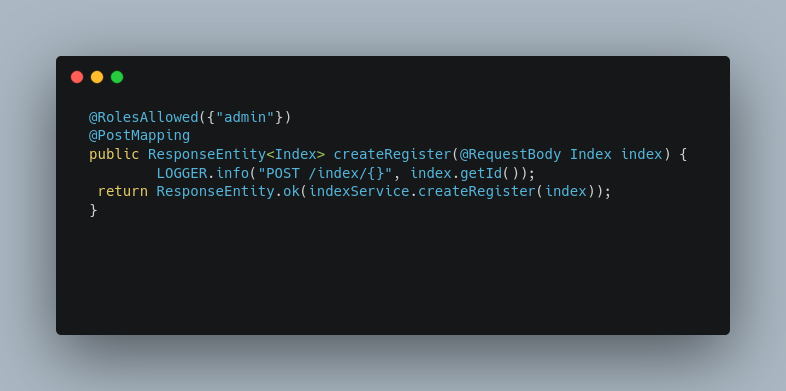 @RolesAllowed({"admin"})
@PostMapping
public ResponseEntity<Index> createRegister(@RequestBody Index index) {
        LOGGER.info("POST /index/{}", index.getId());
 return ResponseEntity.ok(indexService.createRegister(index));
}